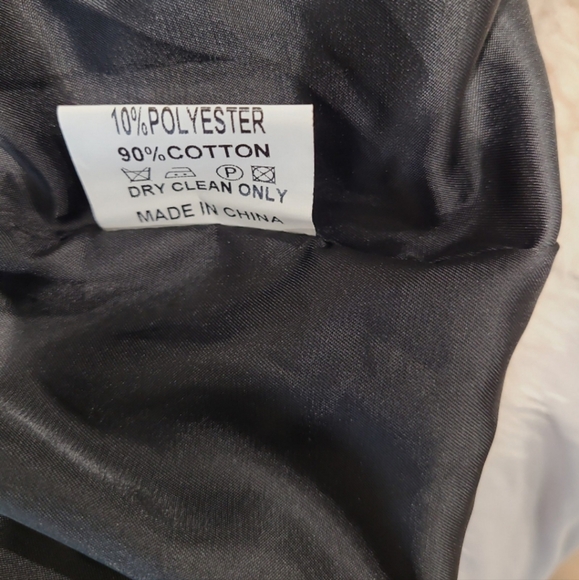 10%POLYESTER
90%COTTON
P
DRY CLEAN ONLY
MADE IN CHINA